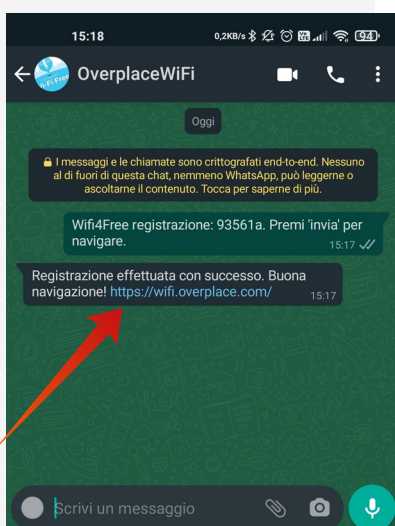 15:18 0,2KB/s 94
OverplaceWiFi
Oggi
I messaggi e le chiamate sono crittografati end-to-end. Nessuno
al di fuori di questa chat, nemmeno WhatsApp, può leggerne o
ascoltarne il contenuto. Tocca per saperne di più.
Wifi4Free registrazione: 93561a. Premi 'invia' per
navigare.
15:17
Registrazione effettuata con successo. Buona
navigazione! https://wifi.overplace.com/
15:17
Scrivi un messaggio